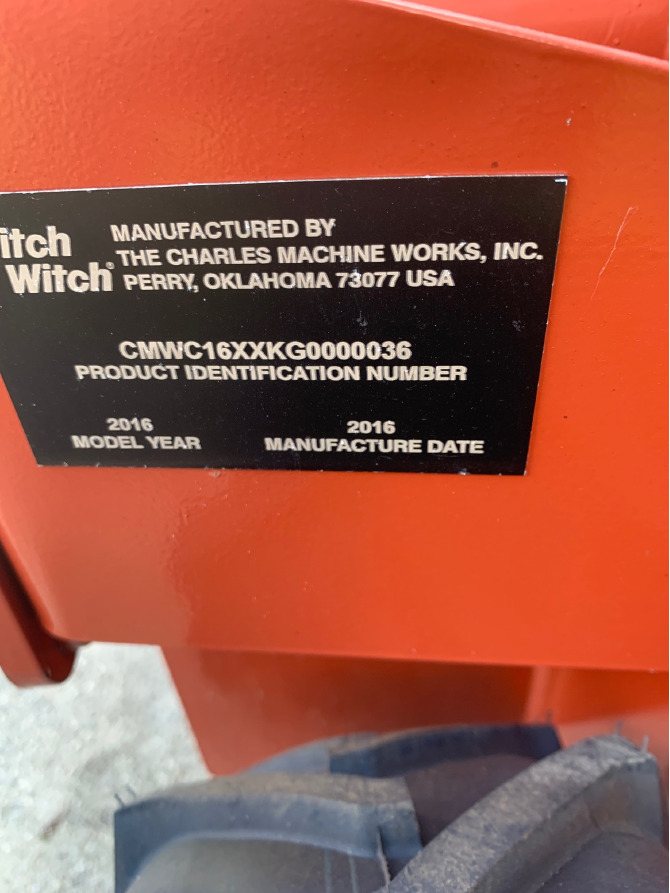 itch
Witch®
MANUFACTURED BY
THE CHARLES MACHINE WORKS, INC.
PERRY, OKLAHOMA 73077 USA
CMWC16XXKG0000036
PRODUCT IDENTIFICATION NUMBER
2016
MODEL YEAR
2016
MANUFACTURE DATE